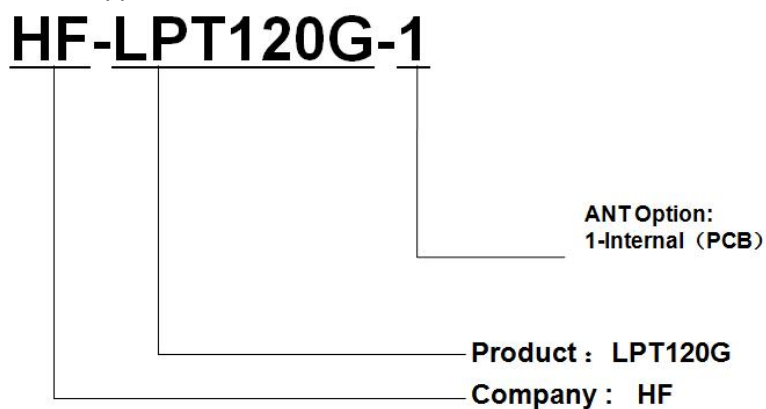 HF-LPT120G-1
ANT Option:
1-Internal（PCB）
Product： LPT120G
Company： HF